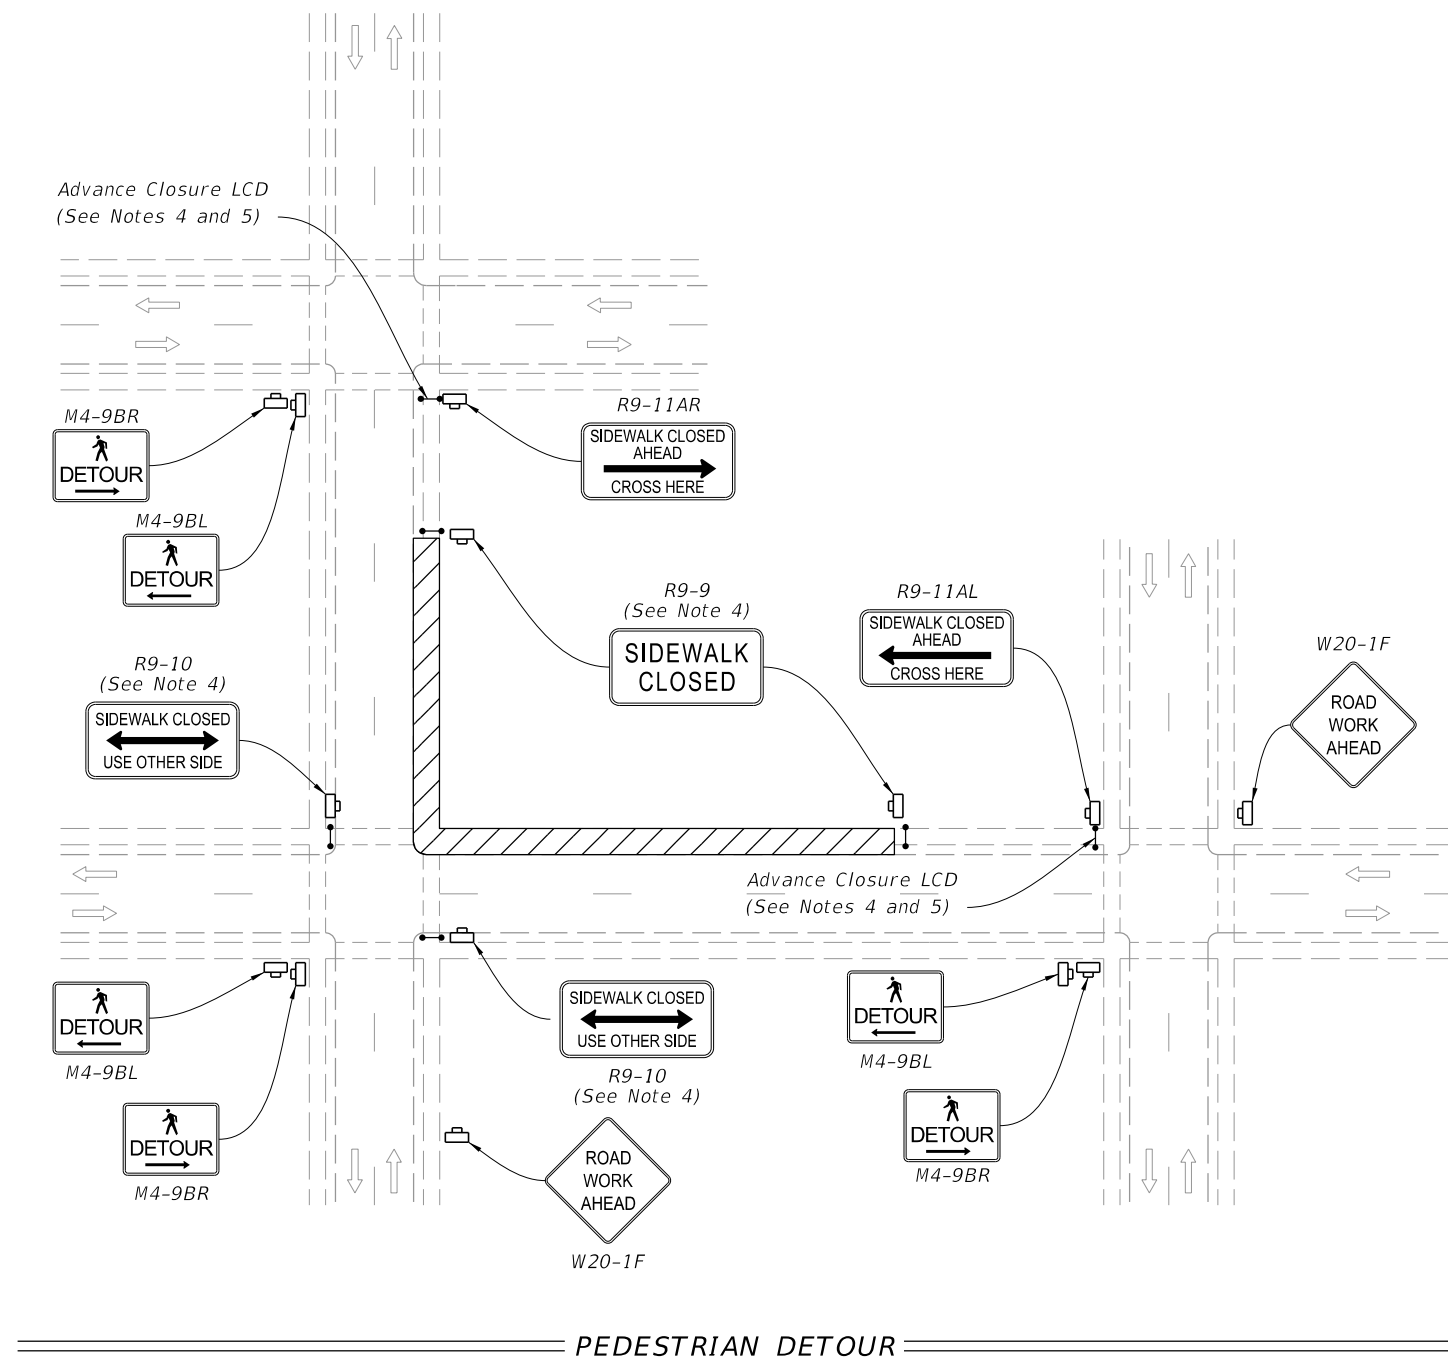 Advance Closure LCD
(See Notes 4 and 5)
M4-9BR
DETOUR
M4-9BL
DETOUR
R9-11AR
SIDEWALK CLOSED
AHEAD
CROSS HERE
R9-9
(See Note 4)
SIDEWALK
CLOSED
R9-11AL
SIDEWALK CLOSED
AHEAD
CROSS HERE
W20-1F
ROAD
WORK
AHEAD
R9-10
(See Note 4)
SIDEWALK CLOSED
USE OTHER SIDE
Advance Closure LCD
(See Notes 4 and 5)
DETOUR
M4-9BL
DETOUR
M4-9BR
SIDEWALK CLOSED
USE OTHER SIDE
R9-10
(See Note 4)
DETOUR
M4-9BL
DETOUR
M4-9BR
ROAD
WORK
AHEAD
W20-1F
PEDESTRIAN DETOUR